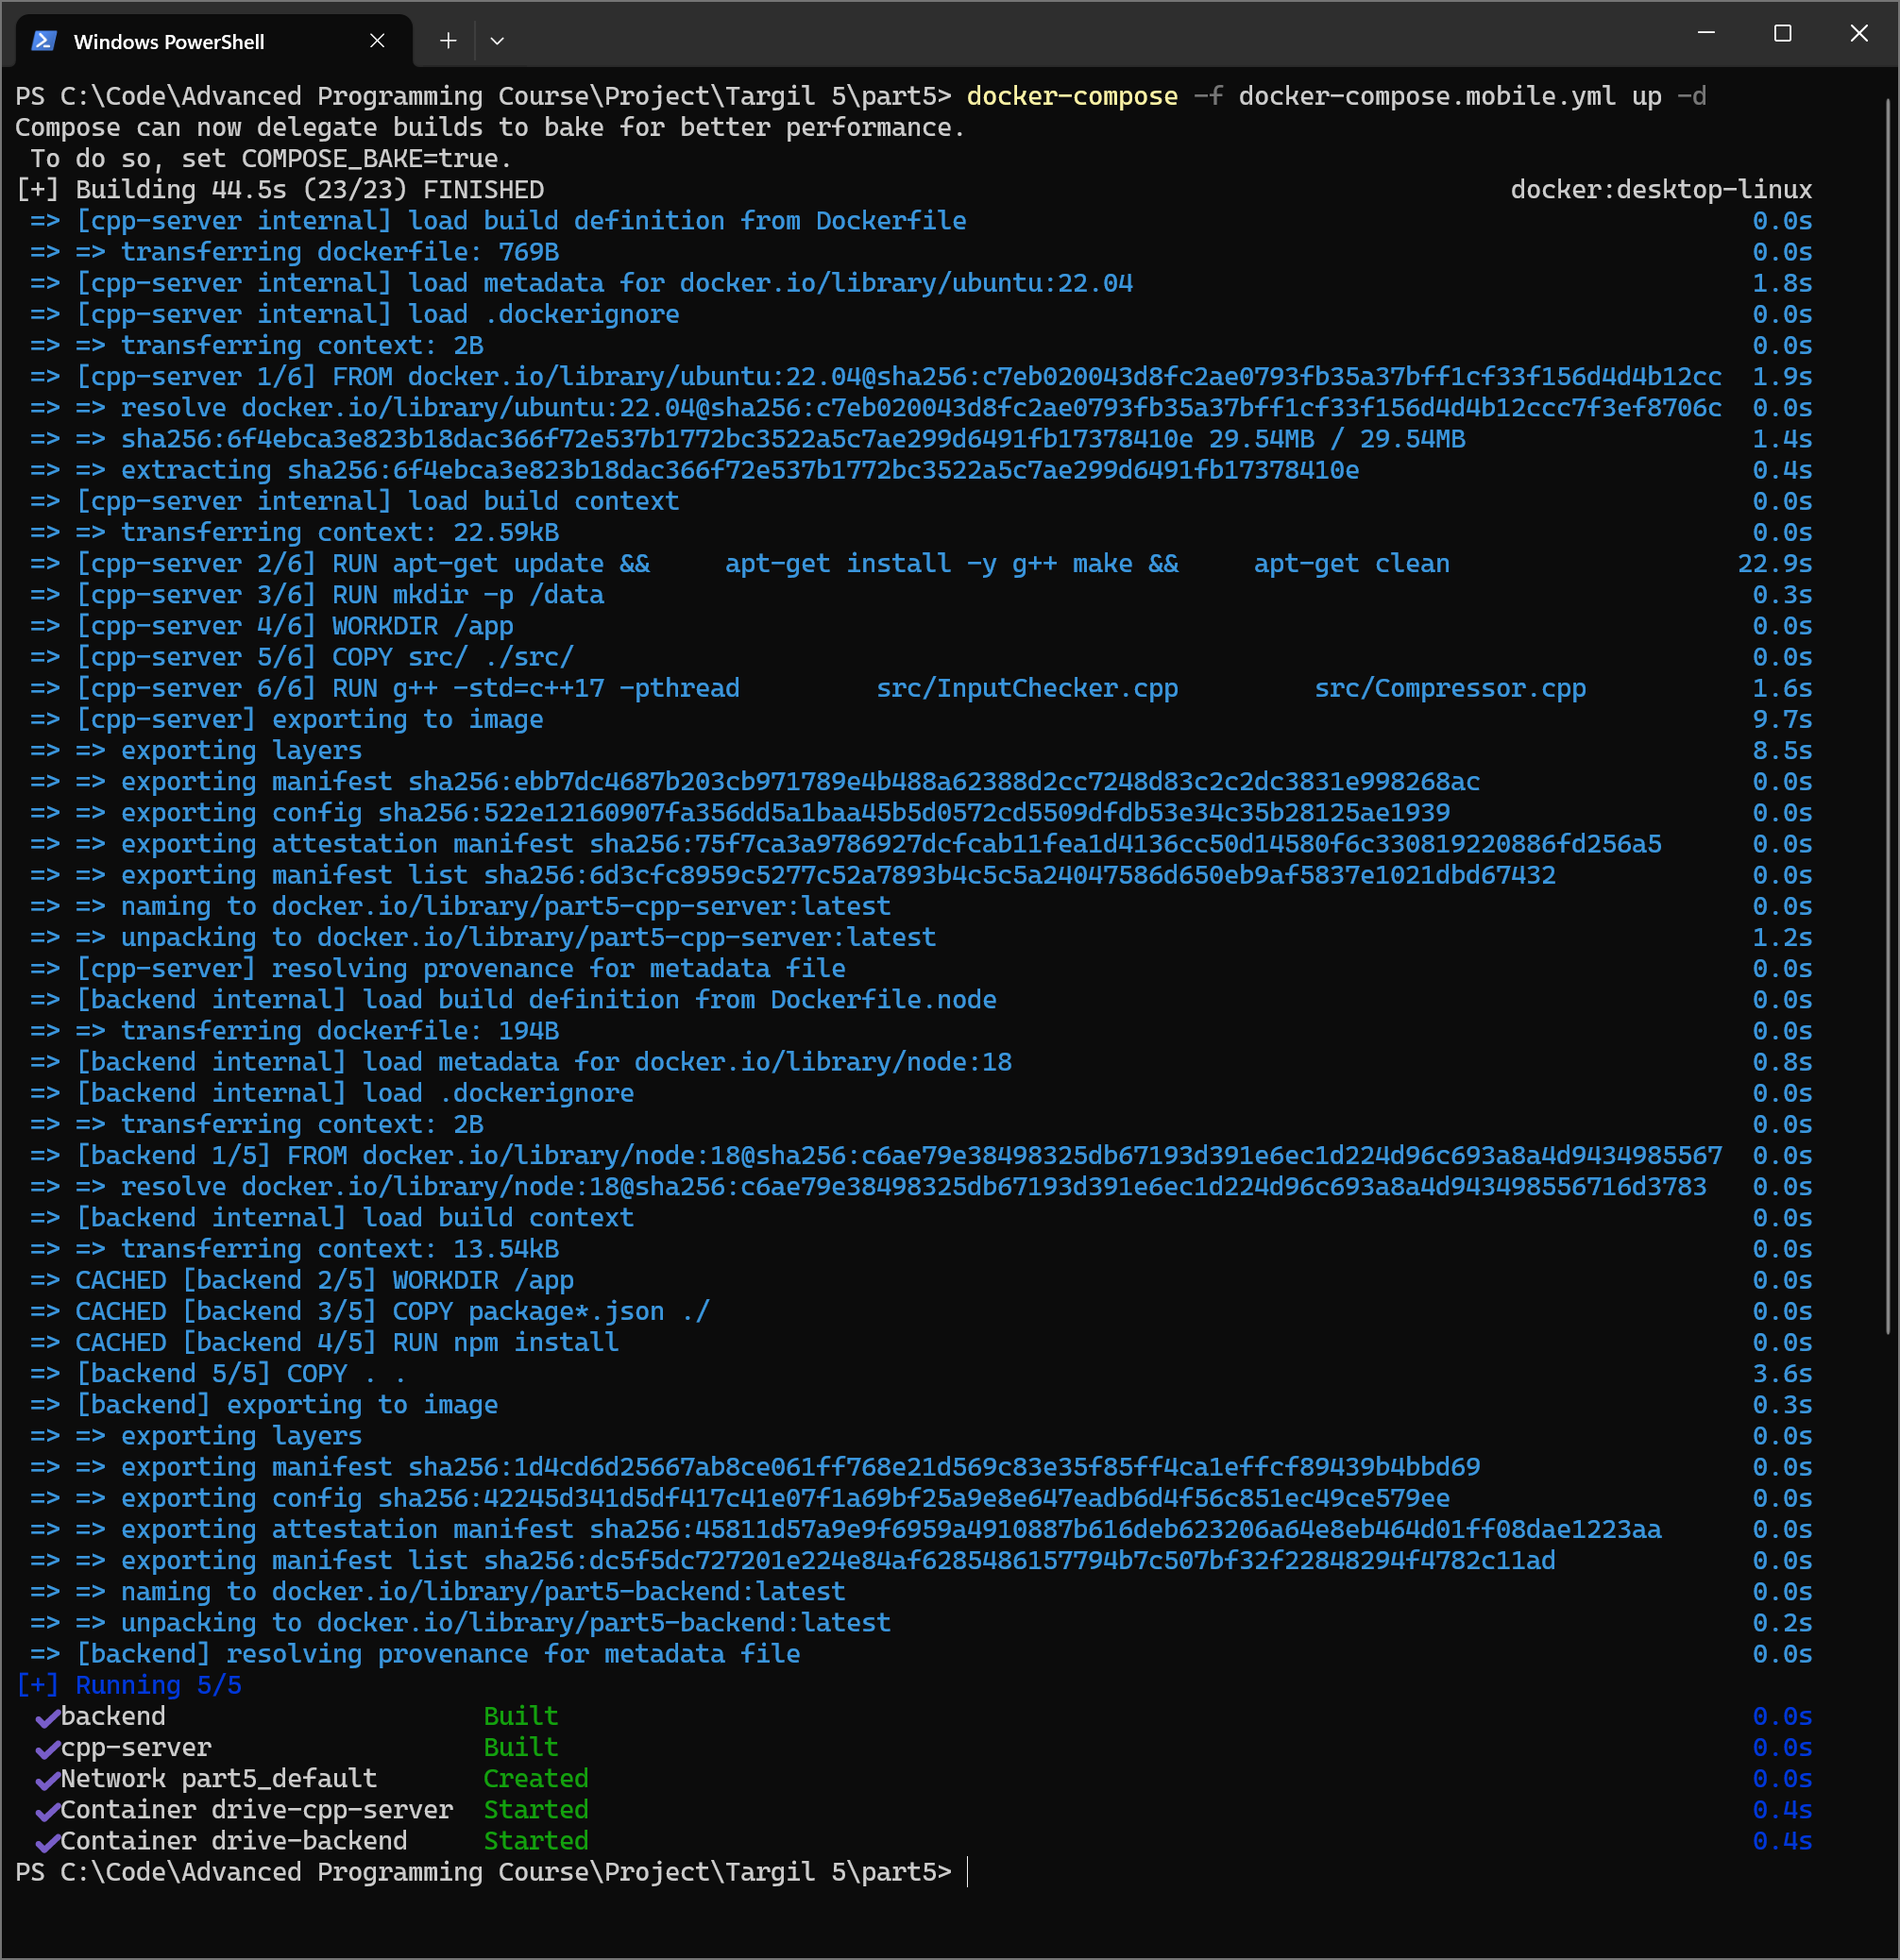 Windows PowerShell
PS C:\Code\Advanced Programming Course\Project\Targil 5\part5> docker-compose -f docker-compose.mobile.yml up -d
Compose can now delegate builds to bake for better performance.
 To do so, set COMPOSE_BAKE=true.
[+] Building 44.5s (23/23) FINISHED docker:desktop-linux
 => [cpp-server internal] load build definition from Dockerfile 0.0s
 => => transferring dockerfile: 769B 0.0s
 => [cpp-server internal] load metadata for docker.io/library/ubuntu:22.04 1.8s
 => [cpp-server internal] load .dockerignore 0.0s
 => => transferring context: 2B 0.0s
 => [cpp-server 1/6] FROM docker.io/library/ubuntu:22.04@sha256:c7eb020043d8fc2ae0793fb35a37bff1cf33f156d4d4b12cc 1.9s
 => => resolve docker.io/library/ubuntu:22.04@sha256:c7eb020043d8fc2ae0793fb35a37bff1cf33f156d4d4b12ccc7f3ef8706c 0.0s
 => => sha256:6f4ebca3e823b18dac366f72e537b1772bc3522a5c7ae299d6491fb17378410e 29.54MB / 29.54MB 1.4s
 => => extracting sha256:6f4ebca3e823b18dac366f72e537b1772bc3522a5c7ae299d6491fb17378410e 0.4s
 => [cpp-server internal] load build context 0.0s
 => => transferring context: 22.59kB 0.0s
 => [cpp-server 2/6] RUN apt-get update &&     apt-get install -y g++ make &&     apt-get clean 22.9s
 => [cpp-server 3/6] RUN mkdir -p /data 0.3s
 => [cpp-server 4/6] WORKDIR /app 0.0s
 => [cpp-server 5/6] COPY src/ ./src/ 0.0s
 => [cpp-server 6/6] RUN g++ -std=c++17 -pthread         src/InputChecker.cpp         src/Compressor.cpp 1.6s
 => [cpp-server] exporting to image 9.7s
 => => exporting layers 8.5s
 => => exporting manifest sha256:ebb7dc4687b203cb971789e4b488a62388d2cc7248d83c2c2dc3831e998268ac 0.0s
 => => exporting config sha256:522e12160907fa356dd5a1baa45b5d0572cd5509dfdb53e34c35b28125ae1939 0.0s
 => => exporting attestation manifest sha256:75f7ca3a9786927dcfcab11fea1d4136cc50d14580f6c330819220886fd256a5 0.0s
 => => exporting manifest list sha256:6d3cfc8959c5277c52a7893b4c5c5a24047586d650eb9af5837e1021dbd67432 0.0s
 => => naming to docker.io/library/part5-cpp-server:latest 0.0s
 => => unpacking to docker.io/library/part5-cpp-server:latest 1.2s
 => [cpp-server] resolving provenance for metadata file 0.0s
 => [backend internal] load build definition from Dockerfile.node 0.0s
 => => transferring dockerfile: 194B 0.0s
 => [backend internal] load metadata for docker.io/library/node:18 0.8s
 => [backend internal] load .dockerignore 0.0s
 => => transferring context: 2B 0.0s
 => [backend 1/5] FROM docker.io/library/node:18@sha256:c6ae79e38498325db67193d391e6ec1d224d96c693a8a4d9434985567 0.0s
 => => resolve docker.io/library/node:18@sha256:c6ae79e38498325db67193d391e6ec1d224d96c693a8a4d943498556716d3783 0.0s
 => [backend internal] load build context 0.0s
 => => transferring context: 13.54kB 0.0s
 => CACHED [backend 2/5] WORKDIR /app 0.0s
 => CACHED [backend 3/5] COPY package*.json ./ 0.0s
 => CACHED [backend 4/5] RUN npm install 0.0s
 => [backend 5/5] COPY . . 3.6s
 => [backend] exporting to image 0.3s
 => => exporting layers 0.0s
 => => exporting manifest sha256:1d4cd6d25667ab8ce061ff768e21d569c83e35f85ff4ca1effcf89439b4bbd69 0.0s
 => => exporting config sha256:42245d341d5df417c41e07f1a69bf25a9e8e647eadb6d4f56c851ec49ce579ee 0.0s
 => => exporting attestation manifest sha256:45811d57a9e9f6959a4910887b616deb623206a64e8eb464d01ff08dae1223aa 0.0s
 => => exporting manifest list sha256:dc5f5dc727201e224e84af6285486157794b7c507bf32f22848294f4782c11ad 0.0s
 => => naming to docker.io/library/part5-backend:latest 0.0s
 => => unpacking to docker.io/library/part5-backend:latest 0.2s
 => [backend] resolving provenance for metadata file 0.0s
[+] Running 5/5
 ✔backend Built 0.0s
 ✔cpp-server Built 0.0s
 ✔Network part5_default Created 0.0s
 ✔Container drive-cpp-server Started 0.4s
 ✔Container drive-backend Started 0.4s
PS C:\Code\Advanced Programming Course\Project\Targil 5\part5>